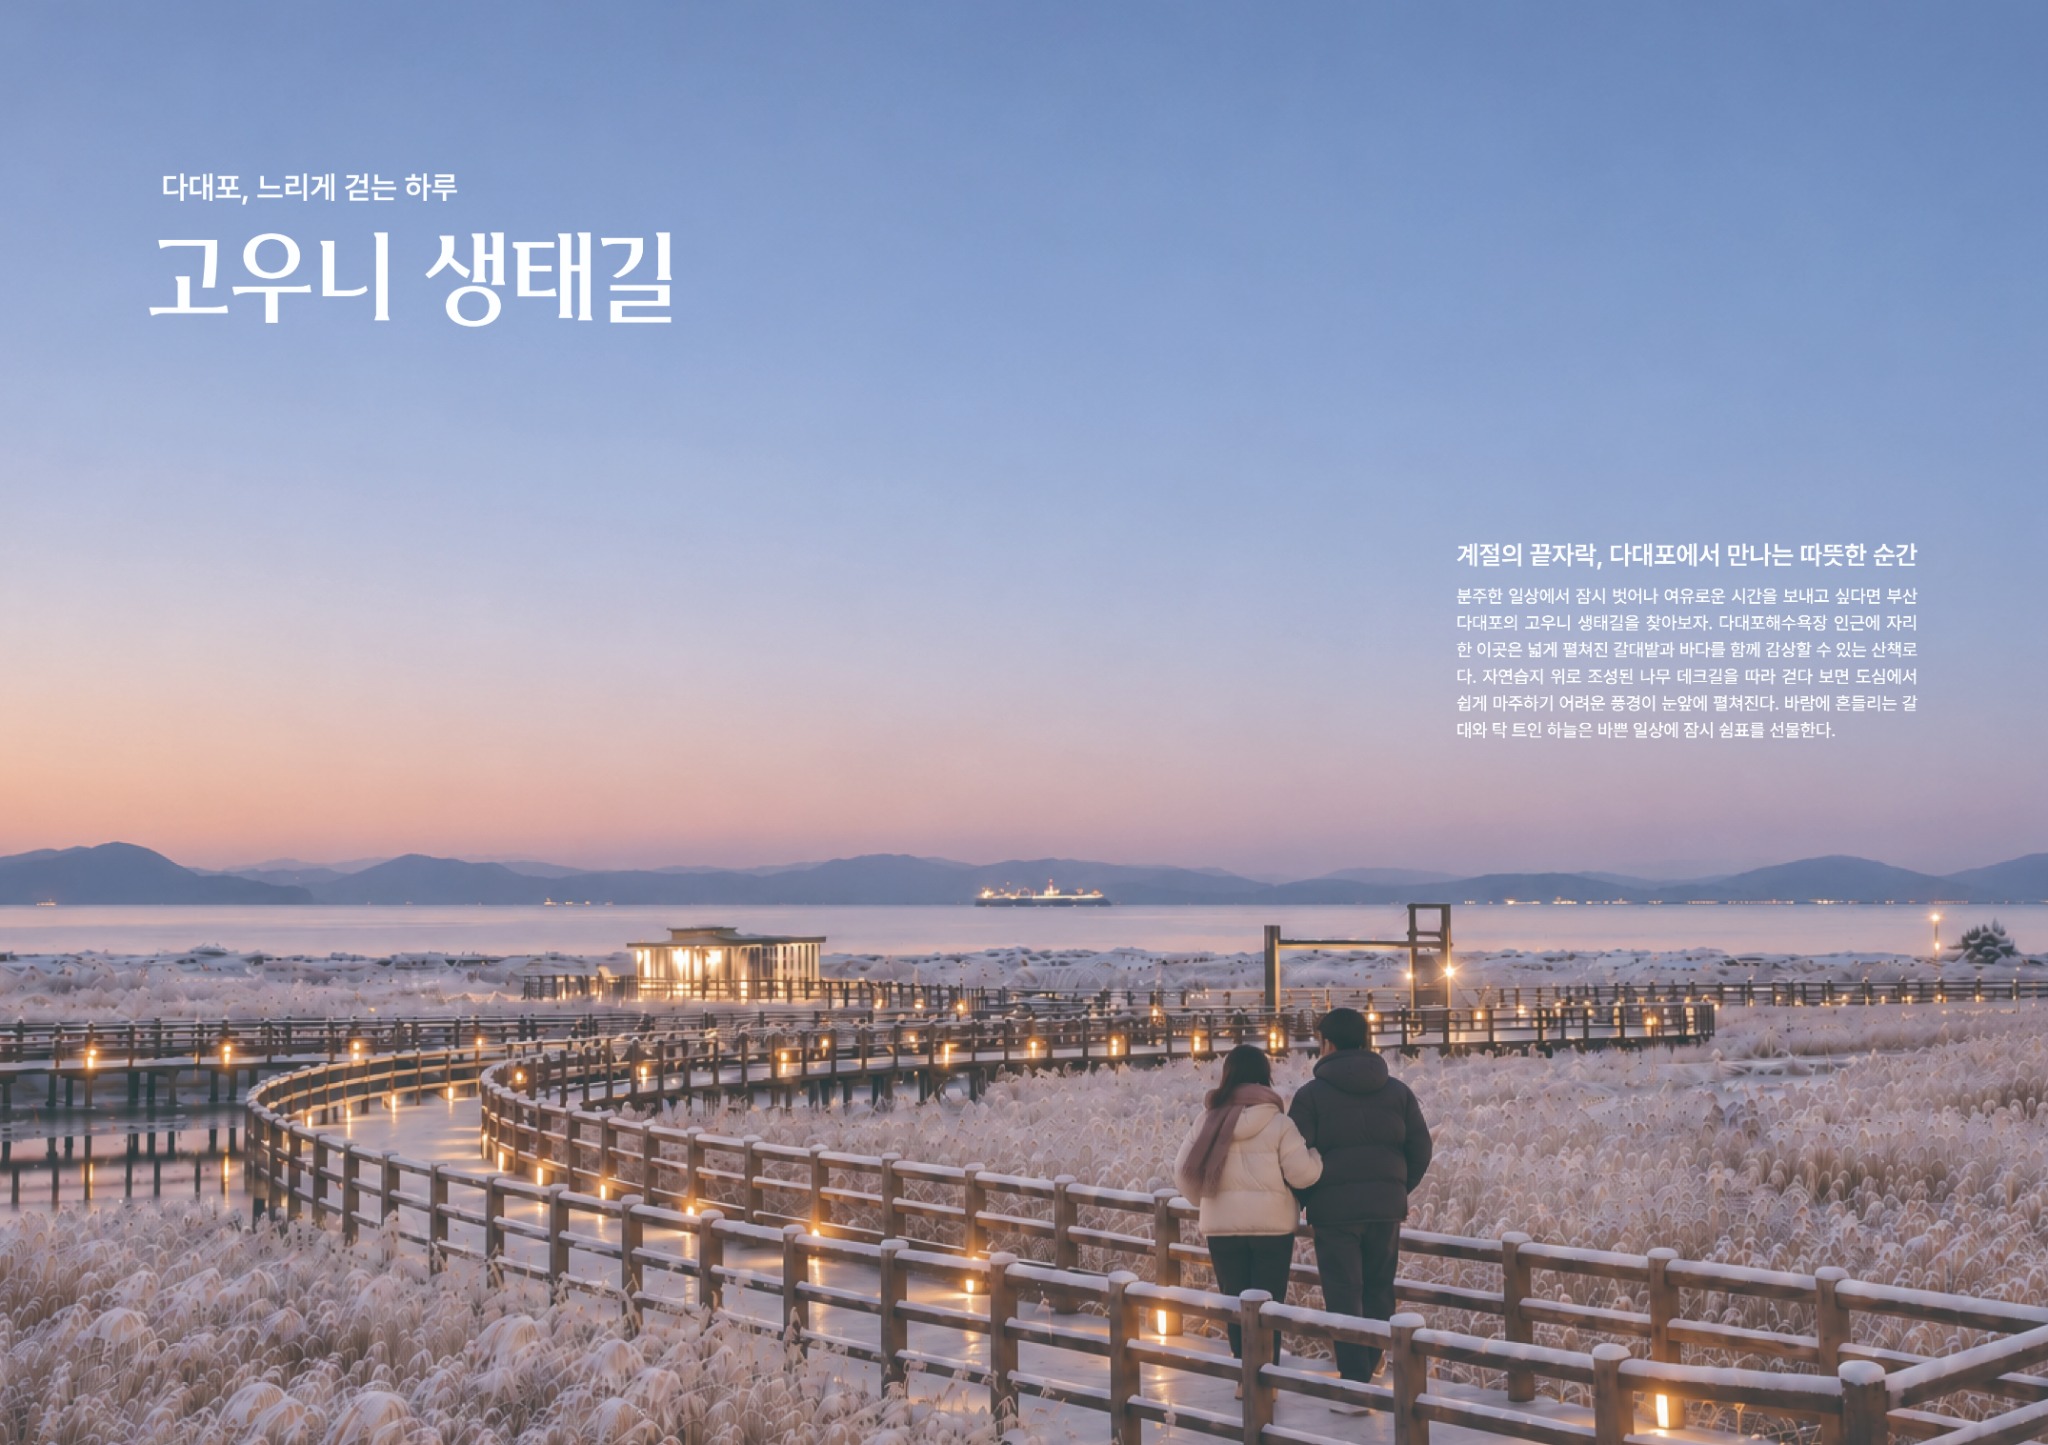 다대포, 느리게 걷는 하루
고우니 생태길
계절의 끝자락, 다대포에서 만나는 따뜻한 순간
분주한 일상에서 잠시 벗어나 여유로운 시간을 보내고 싶다면 부산
다대포의 고우니 생태길을 찾아보자. 다대포해수욕장 인근에 자리
한 이곳은 넓게 펼쳐진 갈대밭과 바다를 함께 감상할 수 있는 산책로
다. 자연습지 위로 조성된 나무 데크길을 따라 걷다 보면 도심에서
쉽게 마주하기 어려운 풍경이 눈앞에 펼쳐진다. 바람에 흔들리는 갈
대와 탁 트인 하늘은 바쁜 일상에 잠시 쉼표를 선물한다.